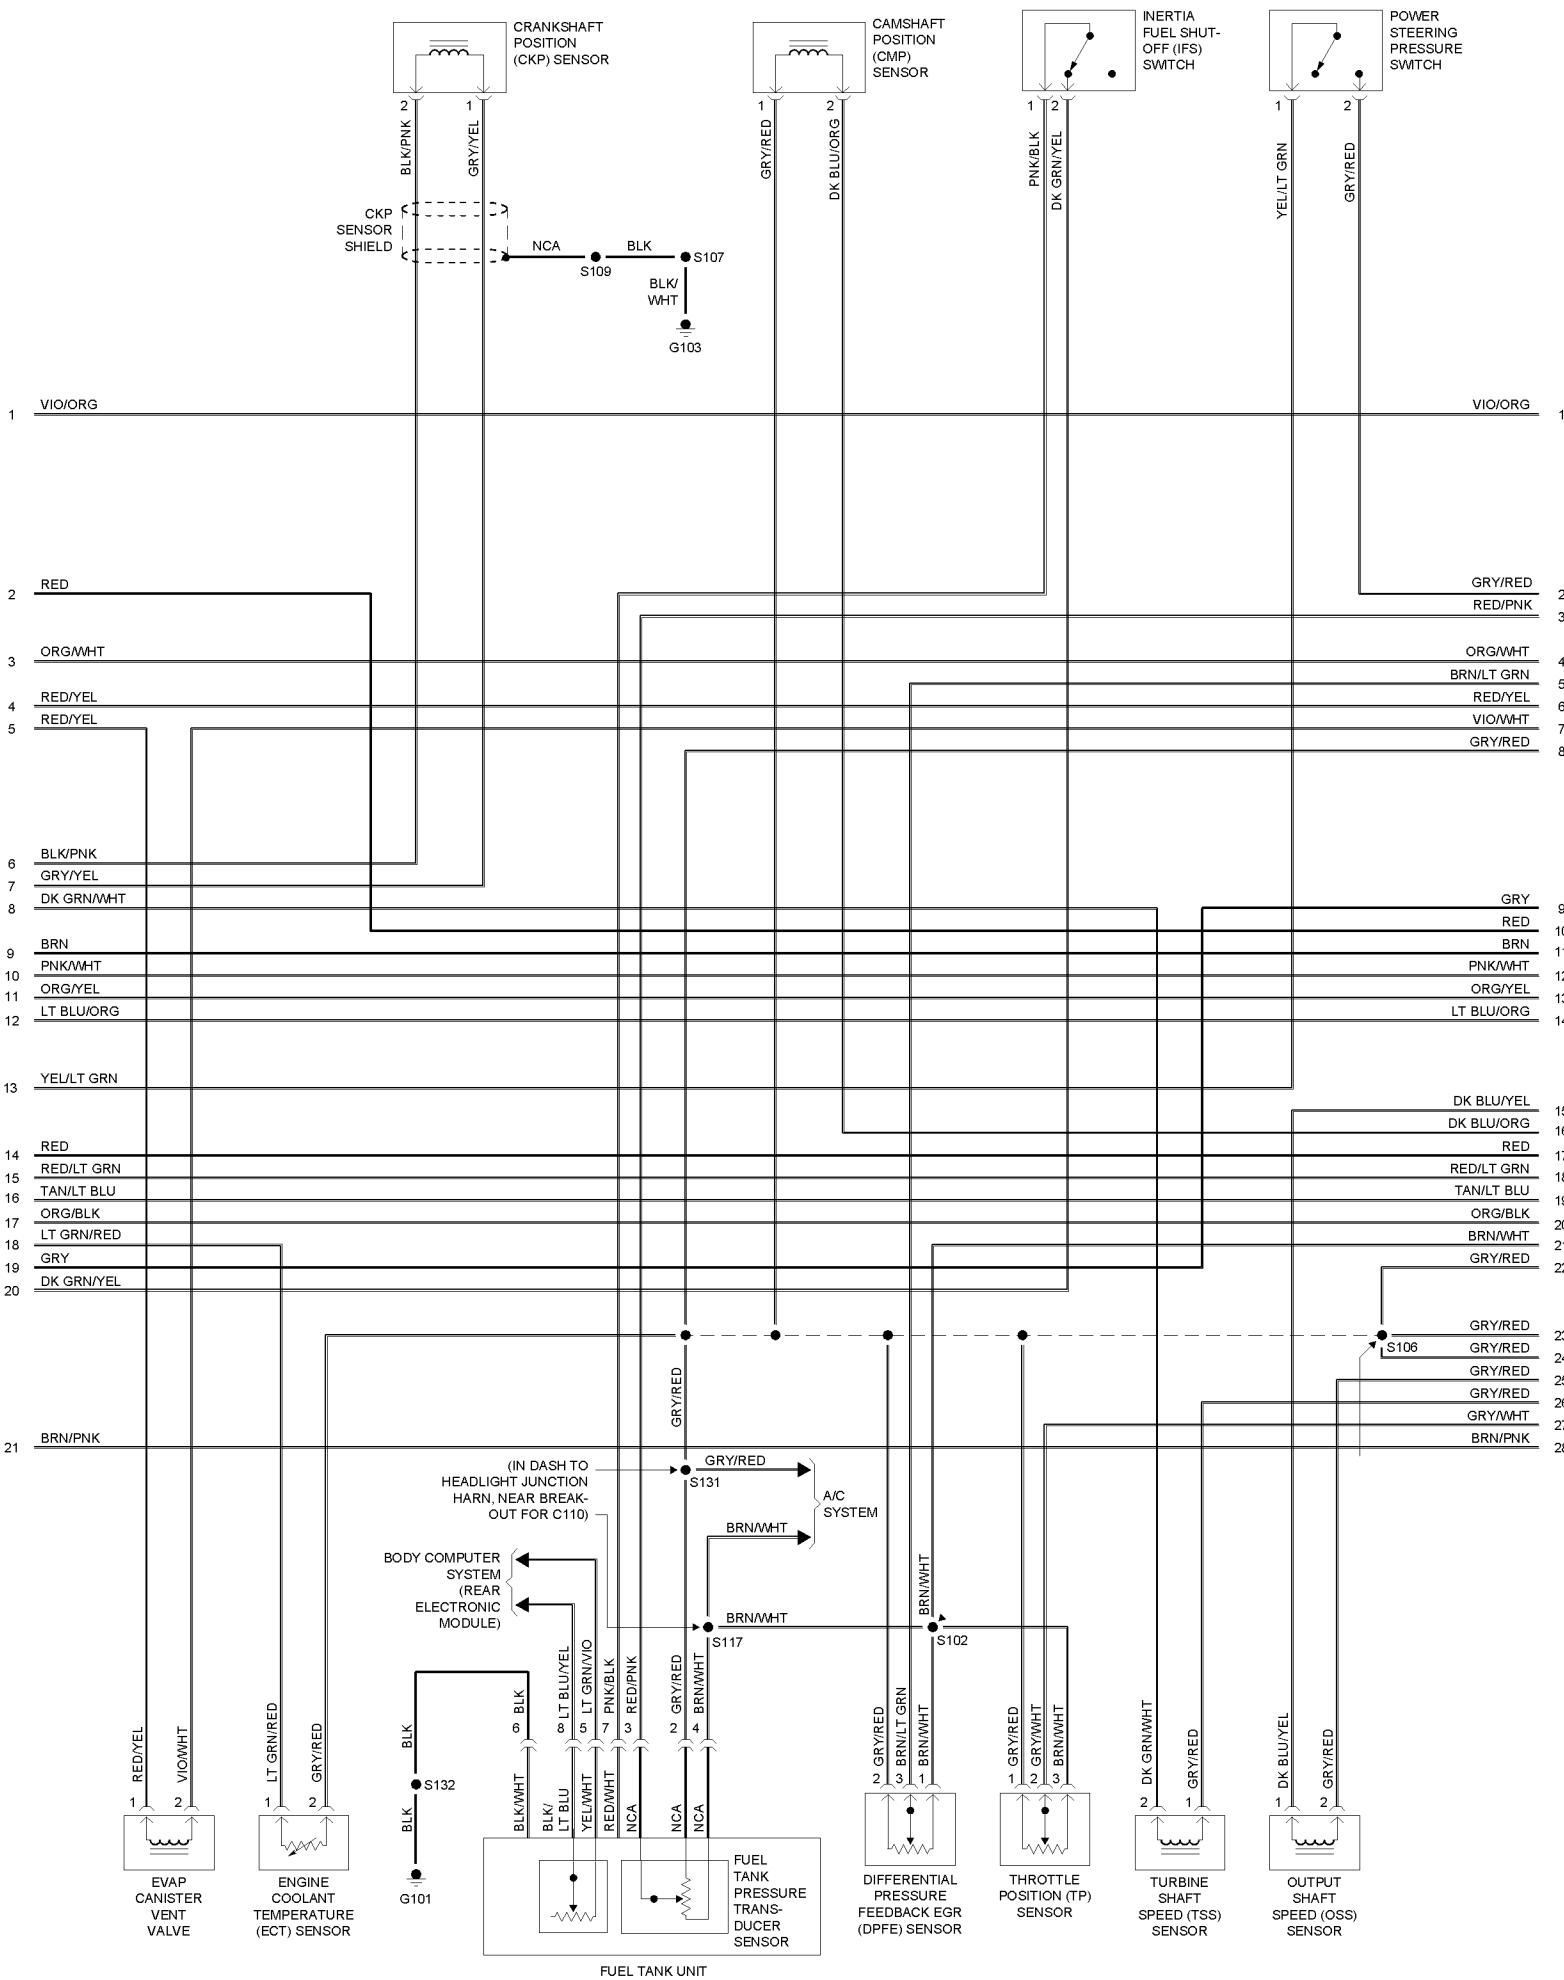 CRANKSHAFT
POSITION
(CKP) SENSOR
CAMSHAFT
POSITION
(CMP)
SENSOR
INERTIA
FUEL SHUT-
OFF (IFS)
SWITCH
POWER
STEERING
PRESSURE
SWITCH
2
1
1
2
1
2
1
2
BLK/PNK
GRY/YEL
GRY/RED
DK BLU/ORG
PNK/BLK
DK GRN/YEL
YEL/LT GRN
GRY/RED
CKP
SENSOR
SHIELD
NCA
S109
BLK
S107
BLK/
WHT
G103
1 VIO/ORG
VIO/ORG 1
2 RED
GRY/RED 2
RED/PNK 3
3 ORG/WHT
ORG/WHT 4
BRN/LT GRN 5
4 RED/YEL
RED/YEL 6
5 RED/YEL
VIO/WHT 7
GRY/RED 8
6 BLK/PNK
7 GRY/YEL
8 DK GRN/WHT
GRY 9
RED 10
9 BRN
BRN 11
10 PNK/WHT
PNK/WHT 12
11 ORG/YEL
ORG/YEL 13
12 LT BLU/ORG
LT BLU/ORG 14
13 YEL/LT GRN
DK BLU/YEL 15
DK BLU/ORG 16
14 RED
RED 17
15 RED/LT GRN
RED/LT GRN 18
16 TAN/LT BLU
TAN/LT BLU 19
17 ORG/BLK
ORG/BLK 20
18 LT GRN/RED
BRN/WHT 21
19 GRY
GRY/RED 22
20 DK GRN/YEL
GRY/RED 23
S106
GRY/RED 24
GRY/RED 25
GRY/RED 26
GRY/WHT 27
21 BRN/PNK
BRN/PNK 28
GRY/RED
(IN DASH TO
HEADLIGHT JUNCTION
HARN, NEAR BREAK-
OUT FOR C110)
GRY/RED
S131
A/C
SYSTEM
BRN/WHT
BODY COMPUTER
SYSTEM
(REAR
ELECTRONIC
MODULE)
BRN/WHT
S117
BRN/WHT
S102
BLK
S132
BLK
G101
6 BLK
8 LT BLU/YEL
5 LT GRN/VIO
7 PNK/BLK
3 RED/PNK
2 GRY/RED
4 BRN/WHT
BLK/WHT
BLK/
LT BLU
YEL/WHT
RED/WHT
NCA
NCA
NCA
RED/YEL
VIO/WHT
1
2
LT GRN/RED
GRY/RED
1
2
GRY/RED
BRN/LT GRN
BRN/WHT
2
3
1
GRY/RED
GRY/WHT
BRN/WHT
1
2
3
DK GRN/WHT
GRY/RED
2
1
DK BLU/YEL
GRY/RED
1
2
EVAP
CANISTER
VENT
VALVE
ENGINE
COOLANT
TEMPERATURE
(ECT) SENSOR
FUEL
TANK
PRESSURE
TRANS-
DUCER
SENSOR
FUEL TANK UNIT
DIFFERENTIAL
PRESSURE
FEEDBACK EGR
(DPFE) SENSOR
THROTTLE
POSITION (TP)
SENSOR
TURBINE
SHAFT
SPEED (TSS)
SENSOR
OUTPUT
SHAFT
SPEED (OSS)
SENSOR